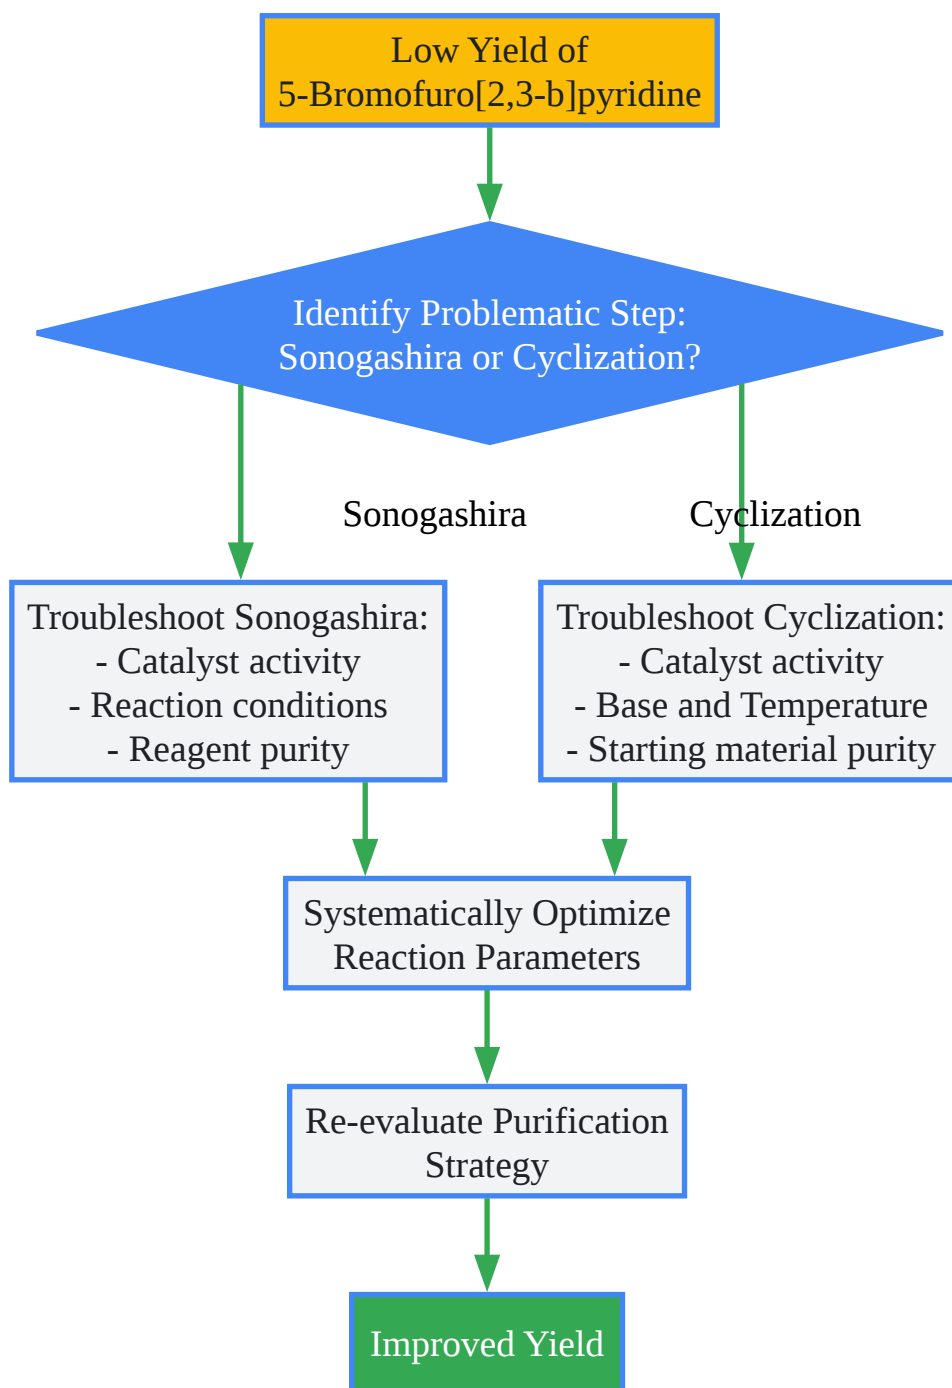 Low Yield of
5-Bromofuro[2,3-b]pyridine
Identify Problematic Step:
Sonogashira or Cyclization?
Sonogashira
Cyclization
Troubleshoot Sonogashira:
- Catalyst activity
- Reaction conditions
- Reagent purity
Troubleshoot Cyclization:
- Catalyst activity
- Base and Temperature
- Starting material purity
Systematically Optimize
Reaction Parameters
Re-evaluate Purification
Strategy
Improved Yield